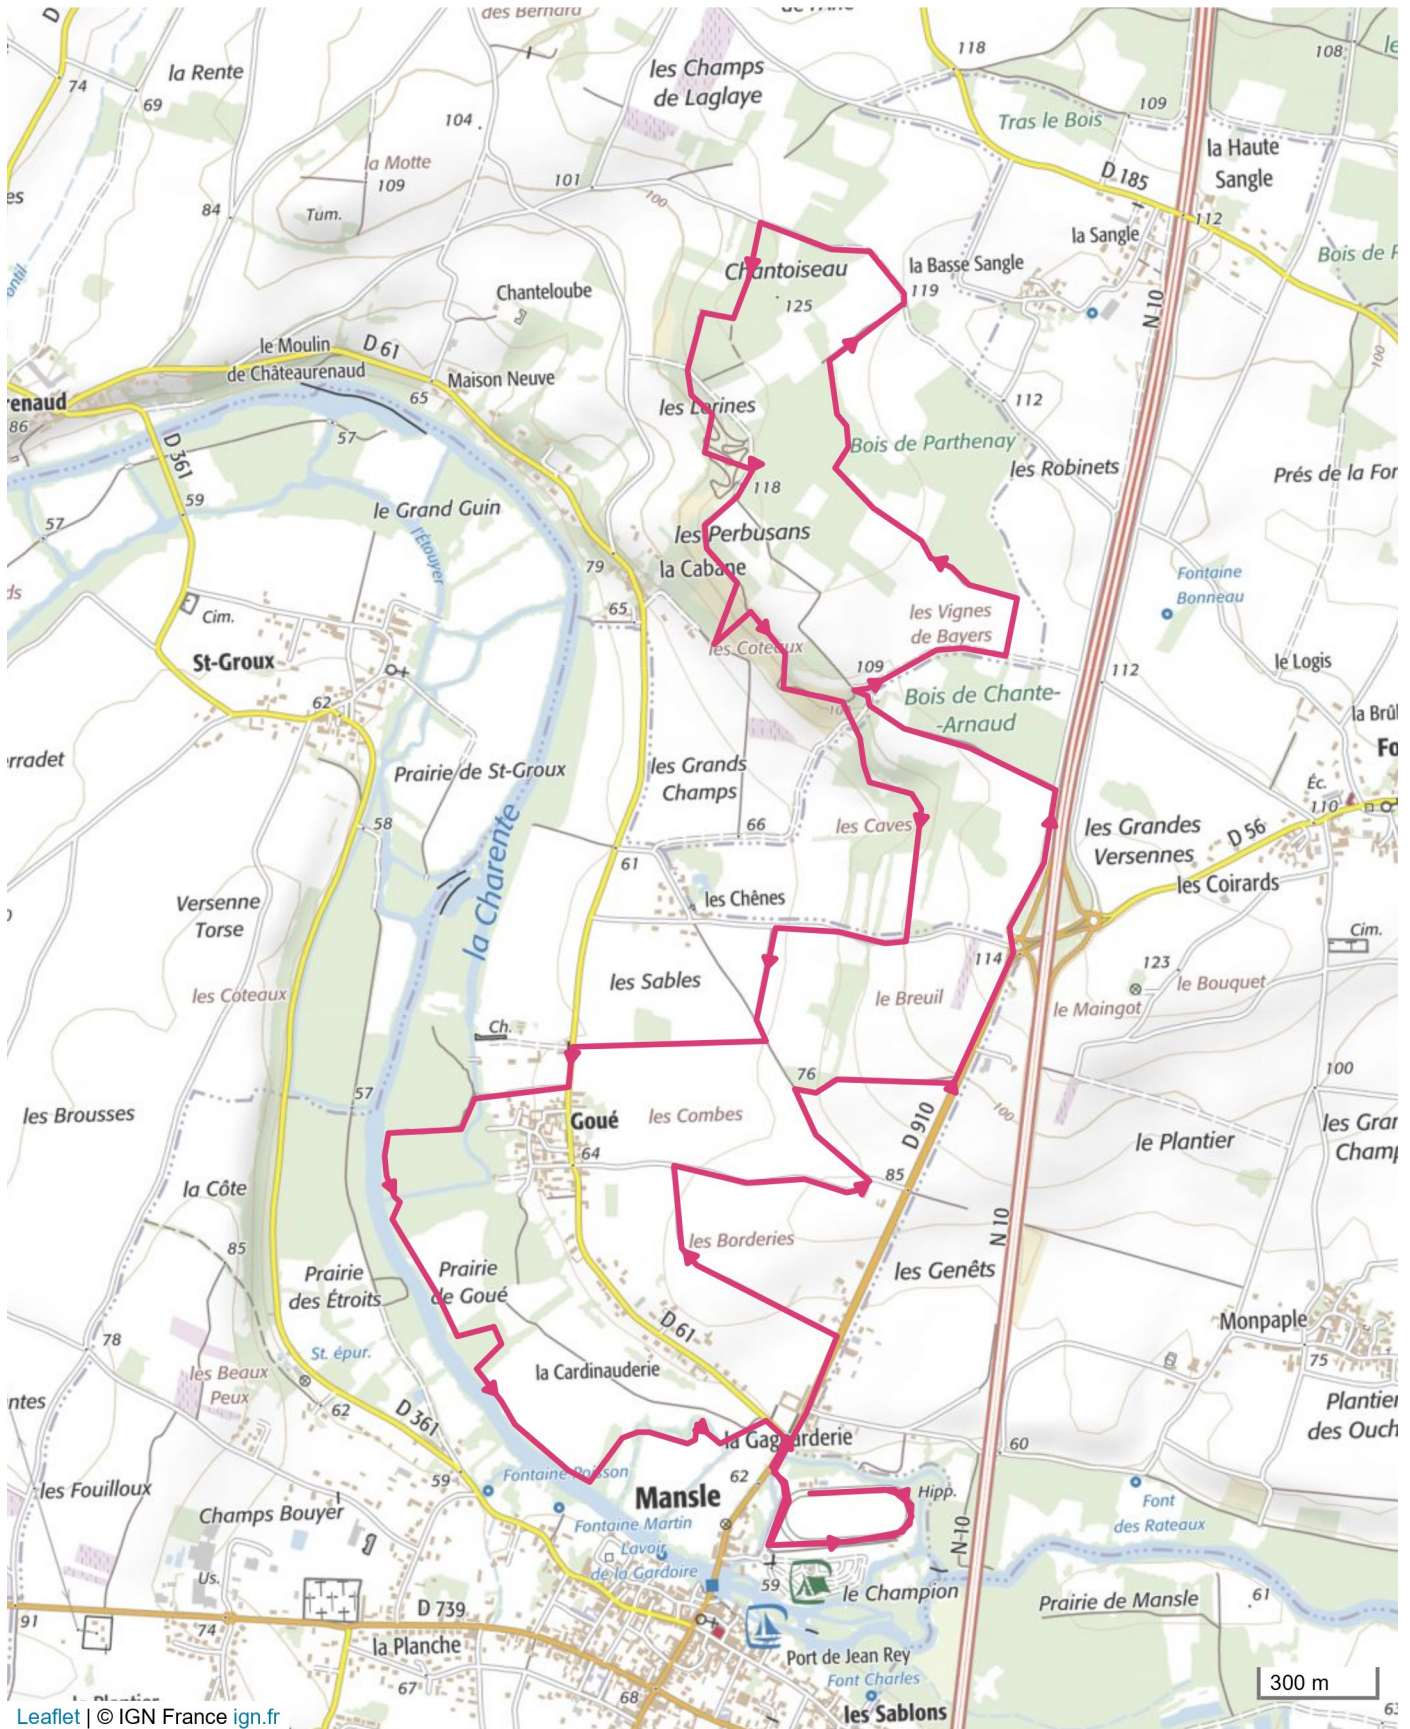 des Bernard
D
118
108
la Rente
74
69
les Champs
de Laglaye
104
109
Tras le Bois
la Haute
Sangle
la Motte
109
101
100
D 185
84
Tum.
112
la Sangle
Chantoiseau
la Basse Sangle
119
125
Chanteloube
N 10
le Moulin
de Châteaurenaud
D 61
Maison Neuve
65
renaud
86
57
D 361
les Lorines
112
Bois de Parthenay
les Robinets
100
118
59
le Grand Guin
57
l'Étouyer
les Perbusans
la Cabane
79
Fontaine
Bonneau
Cim.
65
les Vignes
de Bayers
St-Groux
les Coteaux
109
112
le Logis
62
Bois de Chante-
-Arnaud
Prairie de St-Groux
les Grands
Champs
Éc.
110
58
66
les Caves
les Grandes
Versennes
D 56
la Charente
61
les Coirards
Versenne
Torse
les Chênes
Cim.
114
123
les Coteaux
les Sables
le Breuil
le Bouquet
le Maingot
Ch.
76
100
100
57
les Brousses
Goué
les Combes
D 910
le Plantier
64
85
la Côte
85
les Borderies
N 10
les Genêts
Prairie
des Étroits
Prairie
de Goué
D 61
Monpaple
78
St. épur.
75
les Beaux
Peux
la Cardinauderie
62
D 361
60
59
62
Fontaine Poisson
Mansle
Hipp.
les Fouilloux
Champs Bouyer
Font
des Rateaux
Fontaine Martin
Lavoir
de la Gardoire
N 10
Us.
59
le Champion
61
Prairie de Mansle
91
74
D 739
la Planche
Port de Jean Rey
67
Font Charles
68
les Sablons
300 m
Leaflet | © IGN France ign.fr